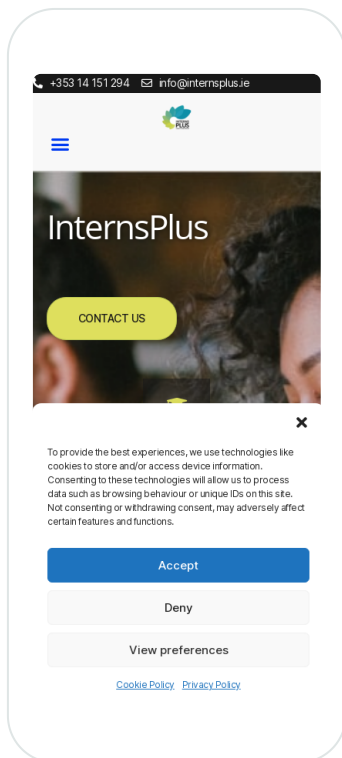 +353 14 151 294 info@internsplus.ie
PLUS
InternsPlus
CONTACT US
To provide the best experiences, we use technologies like
cookies to store and/or access device information.
Consenting to these technologies will allow us to process
data such as browsing behaviour or unique IDs on this site.
Not consenting or withdrawing consent, may adversely affect
certain features and functions.
Accept
Deny
View preferences
Cookie Policy Privacy Policy